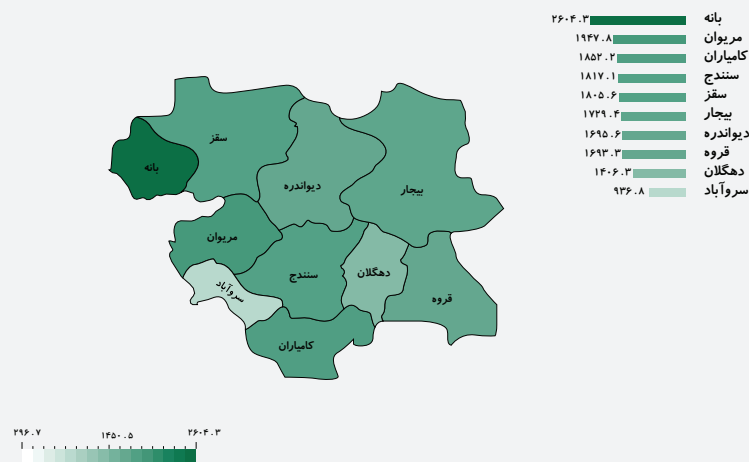 بانه ۲۶۰۴.۳
مریوان ۱۹۴۷.۸
کامیاران ۱۸۵۲.۲
سنندج ۱۸۱۷.۱
سقز ۱۸۰۵.۶
بیجار ۱۷۲۹.۴
دیواندره ۱۶۹۵.۶
قروه ۱۶۹۳.۳
دهگلان ۱۴۰۶.۳
سروآباد ۹۳۶.۸
سقز
بانه
دیواندره
بیجار
مریوان
سنندج
دهگلان
سروآباد
قروه
کامیاران
۲۹۶.۷ ۱۴۵۰.۵ ۲۶۰۴.۳